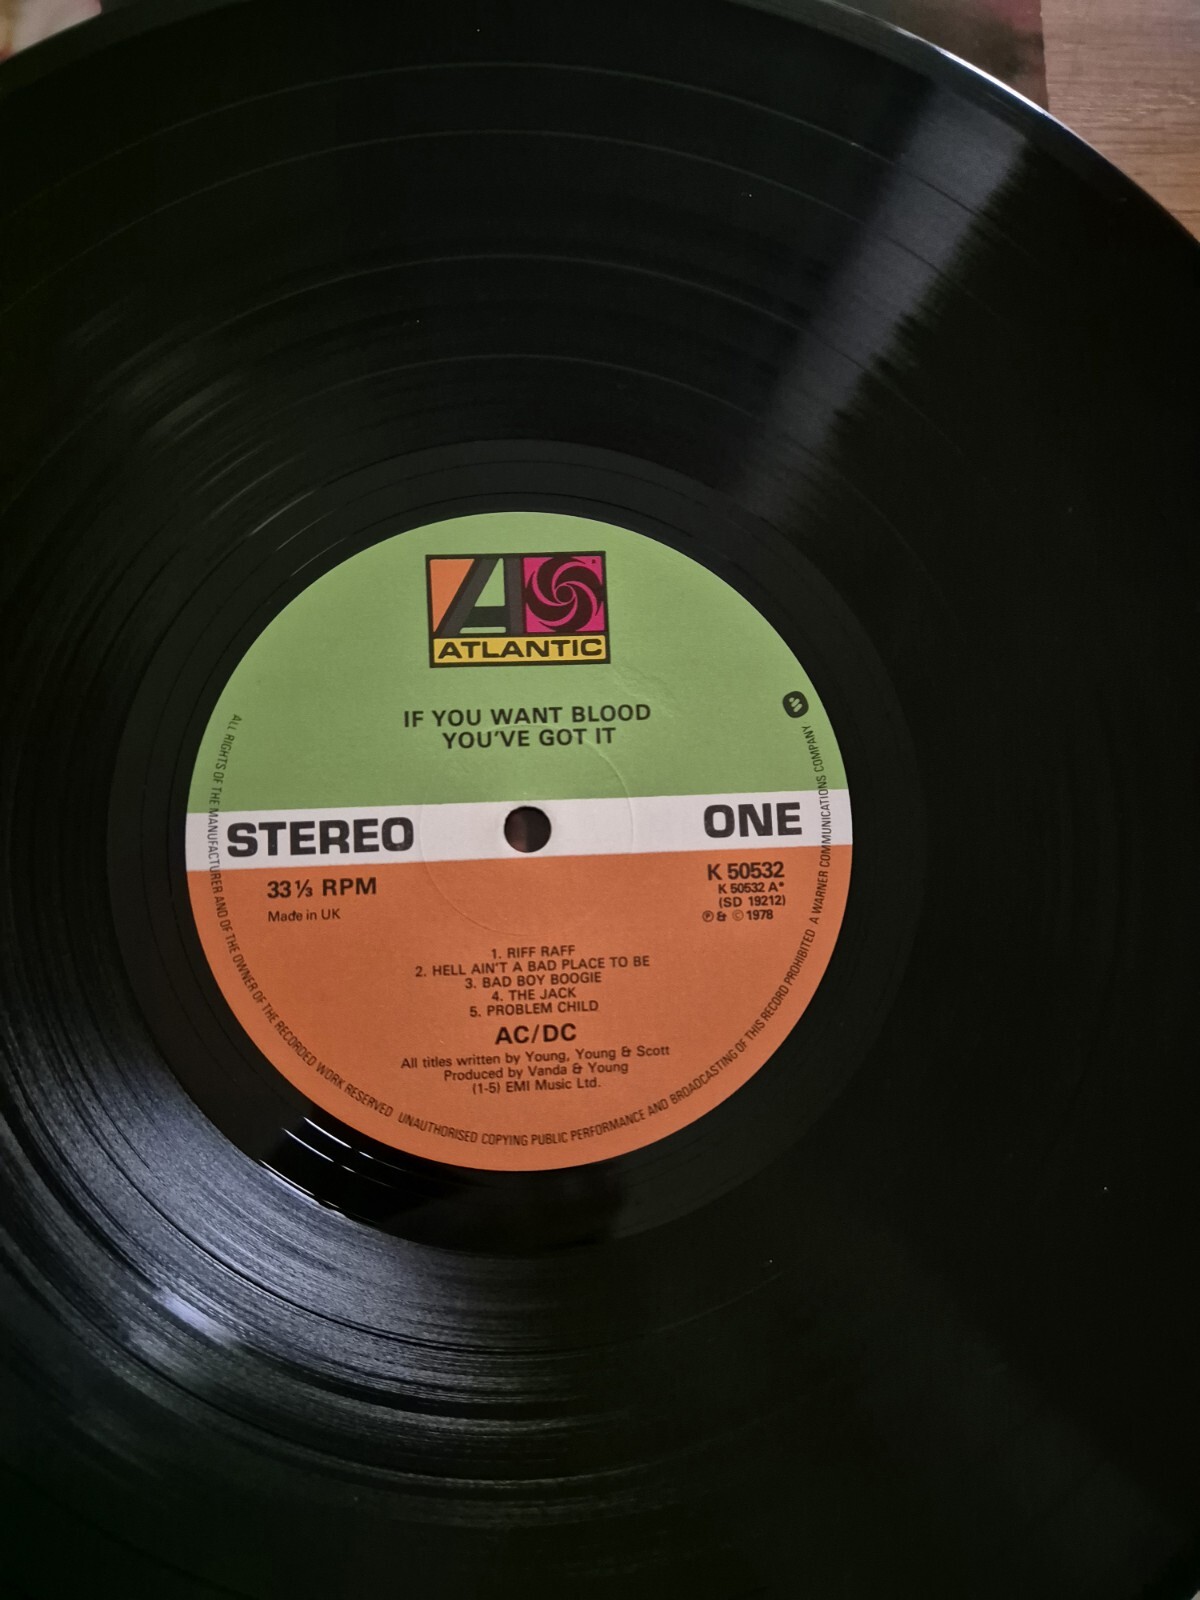 ATLANTIC
IF YOU WANT BLOOD
YOU'VE GOT IT
STEREO
ONE
33⅓ RPM
Made in UK
K 50532
K 50532 A*
(SD 19212)
℗ & © 1978
1. RIFF RAFF
2. HELL AIN'T A BAD PLACE TO BE
3. BAD BOY BOOGIE
4. THE JACK
5. PROBLEM CHILD
AC/DC
All titles written by Young, Young & Scott
Produced by Vanda & Young
(1-5) EMI Music Ltd.
ALL RIGHTS OF THE MANUFACTURER AND OF THE OWNER OF THE RECORDED WORK RESERVED UNAUTHORISED COPYING PUBLIC PERFORMANCE AND BROADCASTING OF THIS RECORD PROHIBITED A WARNER COMMUNICATIONS COMPANY